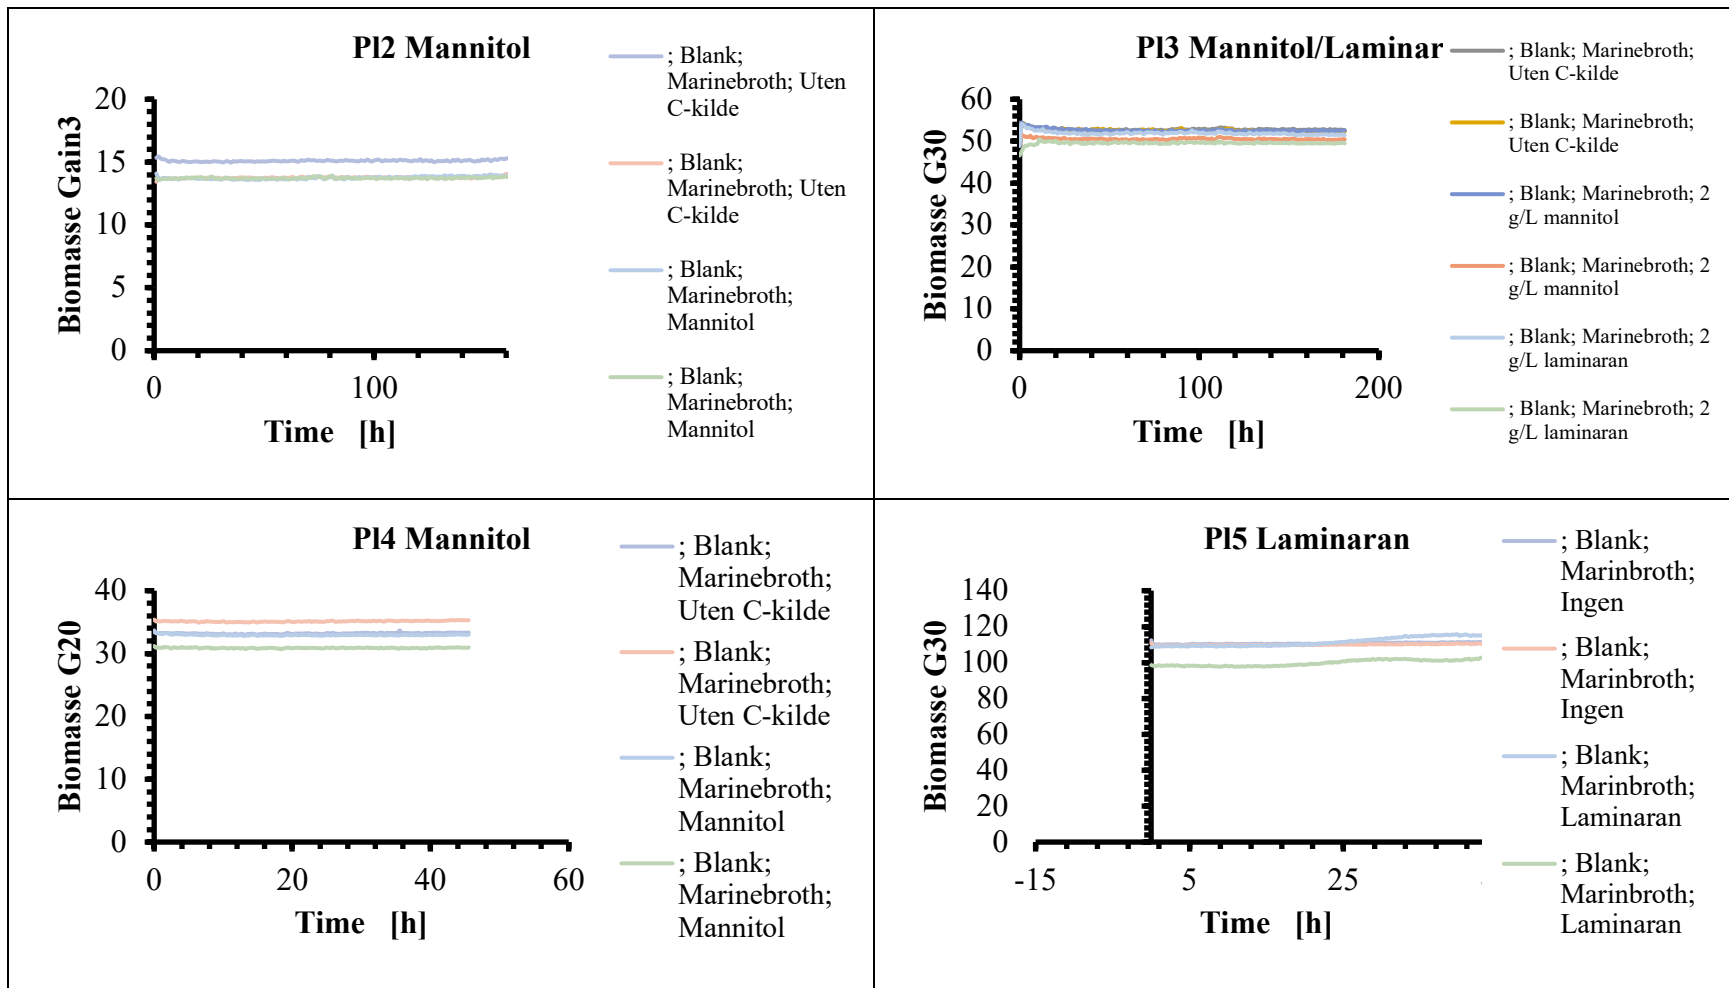 Pl2 Mannitol
Biomasse Gain3
20
15
10
5
0
0
100
Time [h]
; Blank;
Marinebroth; Uten
C-kilde
; Blank;
Marinebroth; Uten
C-kilde
; Blank;
Marinebroth;
Mannitol
; Blank;
Marinebroth;
Mannitol
Pl3 Mannitol/Laminar
Biomasse G30
60
50
40
30
20
10
0
0
100
200
Time [h]
; Blank; Marinebroth;
Uten C-kilde
; Blank; Marinebroth;
Uten C-kilde
; Blank; Marinebroth; 2
g/L mannitol
; Blank; Marinebroth; 2
g/L mannitol
; Blank; Marinebroth; 2
g/L laminaran
; Blank; Marinebroth; 2
g/L laminaran
Pl4 Mannitol
Biomasse G20
40
30
20
10
0
0
20
40
60
Time [h]
; Blank;
Marinebroth;
Uten C-kilde
; Blank;
Marinebroth;
Uten C-kilde
; Blank;
Marinebroth;
Mannitol
; Blank;
Marinebroth;
Mannitol
Pl5 Laminaran
Biomasse G30
140
120
100
80
60
40
20
0
-15
5
25
Time [h]
; Blank;
Marinbroth;
Ingen
; Blank;
Marinbroth;
Ingen
; Blank;
Marinbroth;
Laminaran
; Blank;
Marinbroth;
Laminaran